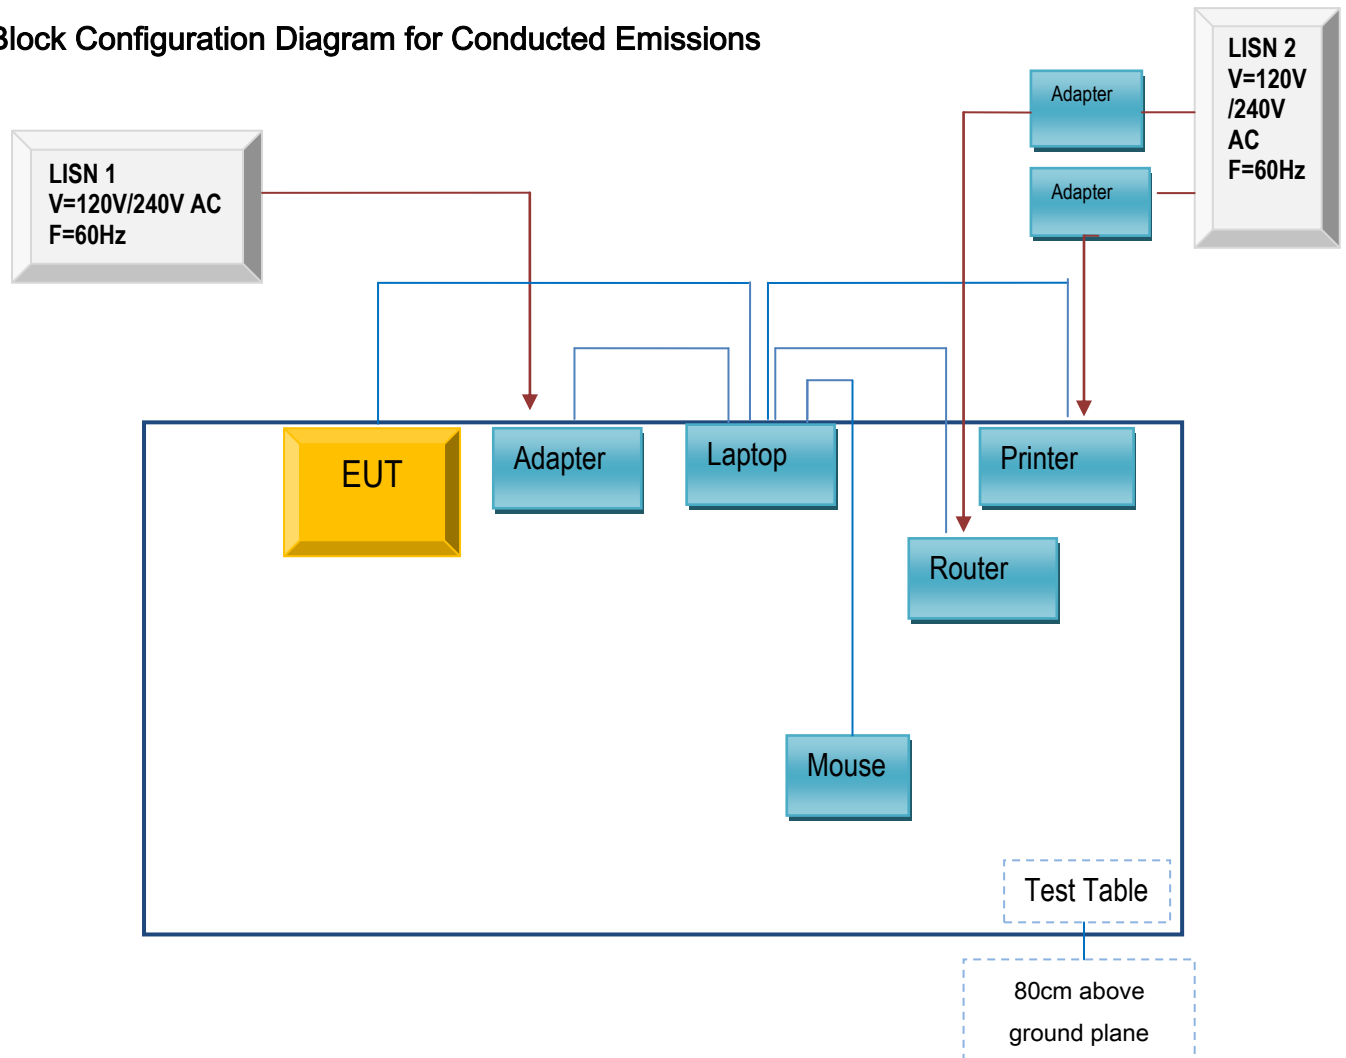 Block Configuration Diagram for Conducted Emissions
LISN 2
V=120V
/240V
AC
F=60Hz
Adapter
Adapter
LISN 1
V=120V/240V AC
F=60Hz
EUT
Adapter
Laptop
Printer
Router
Mouse
Test Table
80cm above
ground plane